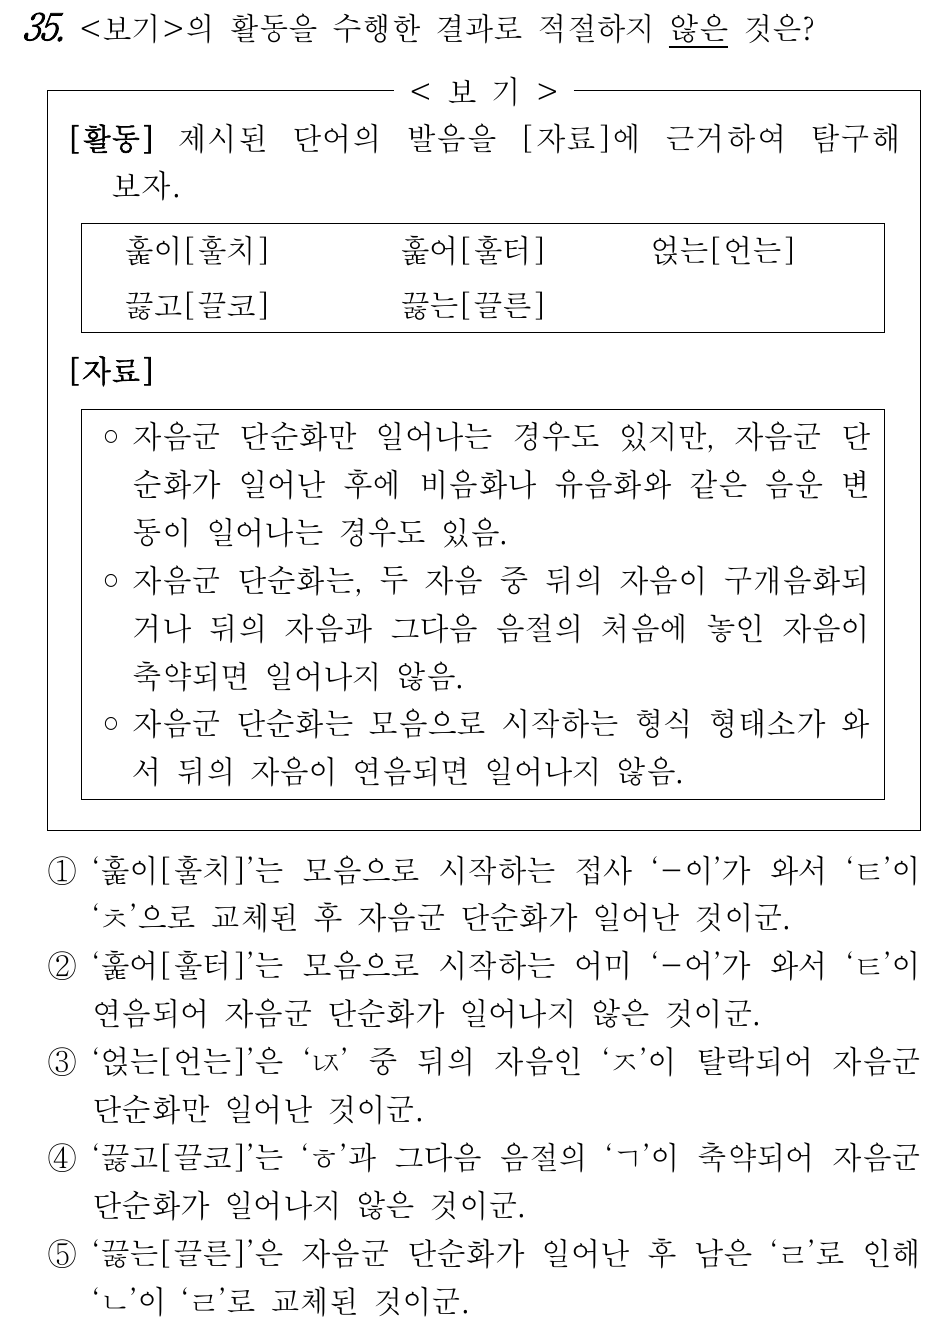 35. <보기>의 활동을 수행한 결과로 적절하지 않은 것은?
< 보 기 >
[활동] 제시된 단어의 발음을 [자료]에 근거하여 탐구해
보자.
훑이[훌치] 훑어[훌터] 얹는[언는]
끓고[끌코] 끓는[끌른]
[자료]
○ 자음군 단순화만 일어나는 경우도 있지만, 자음군 단
순화가 일어난 후에 비음화나 유음화와 같은 음운 변
동이 일어나는 경우도 있음.
○ 자음군 단순화는, 두 자음 중 뒤의 자음이 구개음화되
거나 뒤의 자음과 그다음 음절의 처음에 놓인 자음이
축약되면 일어나지 않음.
○ 자음군 단순화는 모음으로 시작하는 형식 형태소가 와
서 뒤의 자음이 연음되면 일어나지 않음.
① ‘훑이[훌치]’는 모음으로 시작하는 접사 ‘-이’가 와서 ‘ㅌ’이
‘ㅊ’으로 교체된 후 자음군 단순화가 일어난 것이군.
② ‘훑어[훌터]’는 모음으로 시작하는 어미 ‘-어’가 와서 ‘ㅌ’이
연음되어 자음군 단순화가 일어나지 않은 것이군.
③ ‘얹는[언는]’은 ‘ㄵ’ 중 뒤의 자음인 ‘ㅈ’이 탈락되어 자음군
단순화만 일어난 것이군.
④ ‘끓고[끌코]’는 ‘ㅎ’과 그다음 음절의 ‘ㄱ’이 축약되어 자음군
단순화가 일어나지 않은 것이군.
⑤ ‘끓는[끌른]’은 자음군 단순화가 일어난 후 남은 ‘ㄹ’로 인해
‘ㄴ’이 ‘ㄹ’로 교체된 것이군.